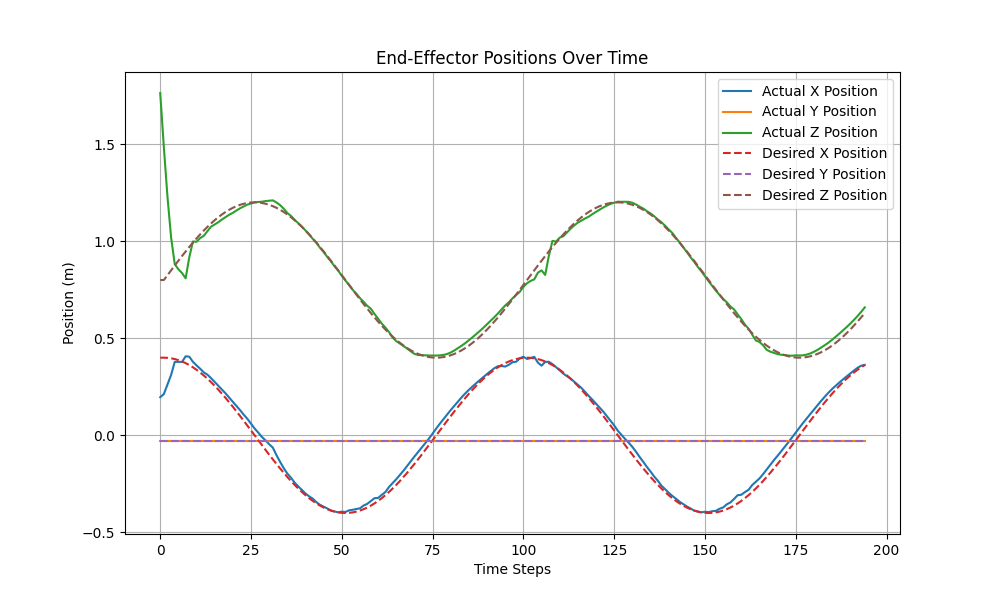 End-Effector Positions Over Time
Actual X Position
Actual Y Position
Actual Z Position
Desired X Position
Desired Y Position
Desired Z Position
Position (m)
1.5
1.0
0.5
0.0
−0.5
0
25
50
75
100
125
150
175
200
Time Steps